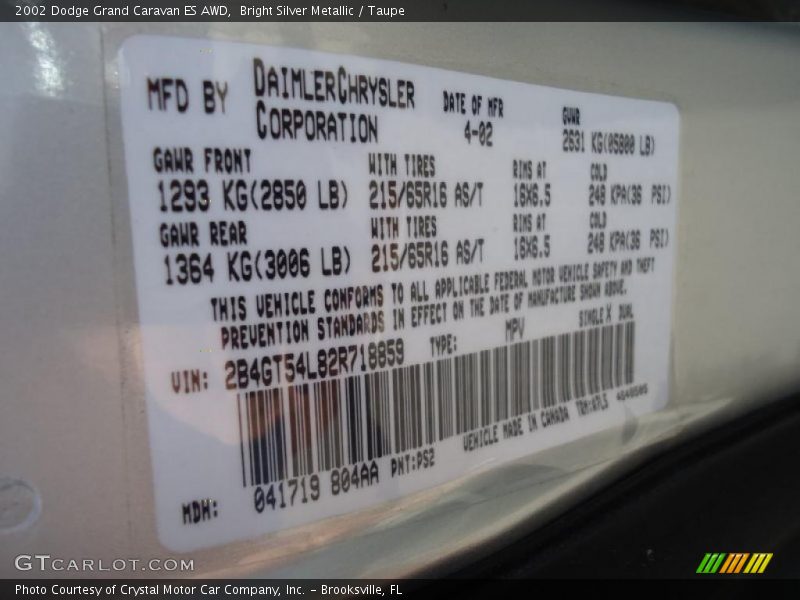 2002 Dodge Grand Caravan ES AWD,  Bright Silver Metallic / Taupe
MFD BY DAIMLERCHRYSLER CORPORATION
DATE OF MFR 4-02
GVWR 2631 KG(05800 LB)
GAWR FRONT WITH TIRES RIMS AT COLD
1293 KG(2850 LB) 215/65R16 AS/T 16X6.5 248 KPA(36 PSI)
GAWR REAR WITH TIRES RIMS AT COLD
1364 KG(3006 LB) 215/65R16 AS/T 16X6.5 248 KPA(36 PSI)
THIS VEHICLE CONFORMS TO ALL APPLICABLE FEDERAL MOTOR VEHICLE SAFETY AND THEFT
PREVENTION STANDARDS IN EFFECT ON THE DATE OF MANUFACTURE SHOWN ABOVE.
VIN: 2B4GT54L82R718859 TYPE: MPV SINGLE X DUAL
MDH: 041719 804AA PNT:PS2 VEHICLE MADE IN CANADA
GTCARLOT.COM
Photo Courtesy of Crystal Motor Car Company, Inc. - Brooksville, FL